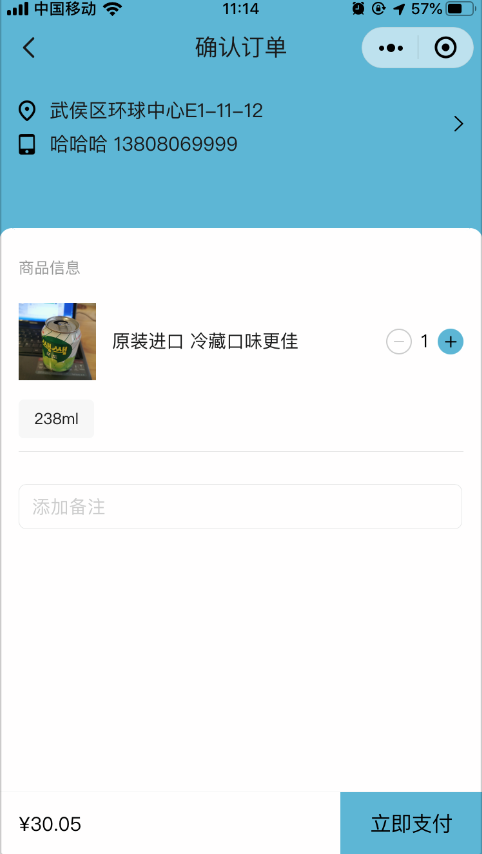 中国移动 11:14 57%
确认订单
武侯区环球中心E1-11-12
哈哈哈 13808069999
商品信息
原装进口 冷藏口味更佳 1
238ml
添加备注
¥30.05 立即支付